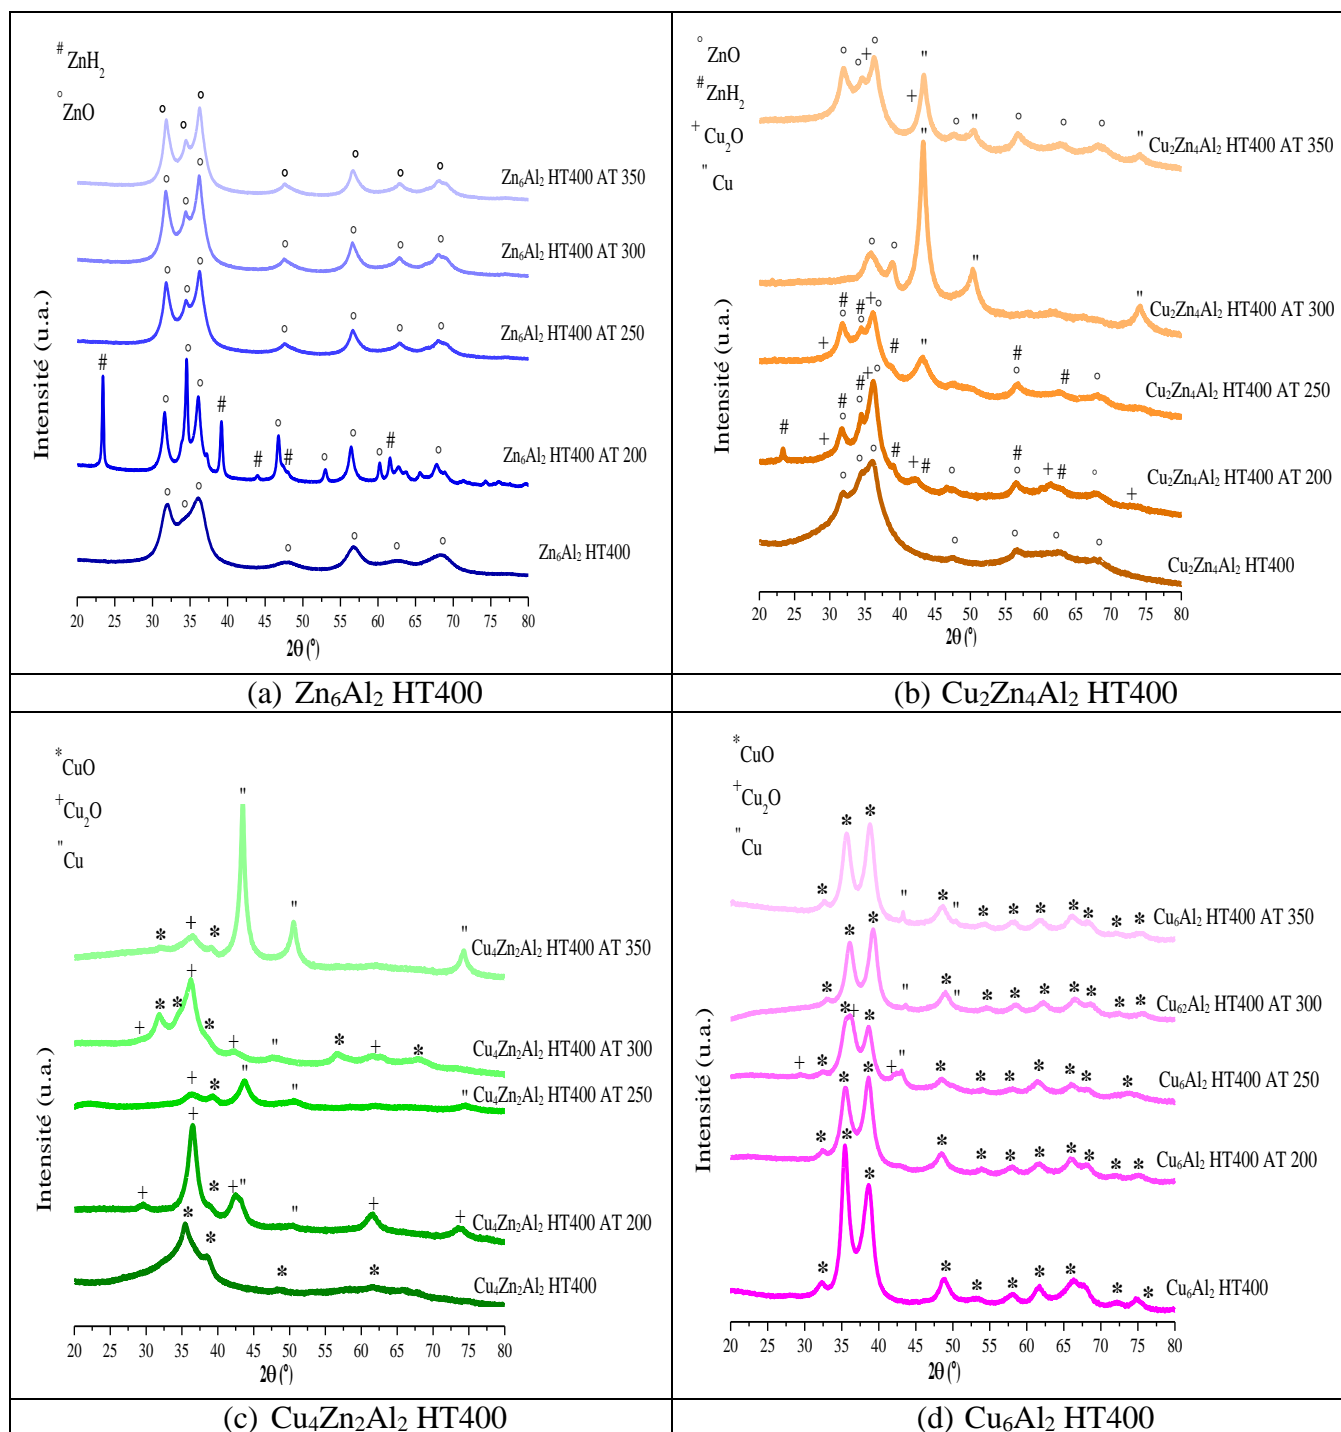 # ZnH2
° ZnO
Zn6Al2 HT400 AT 350
Zn6Al2 HT400 AT 300
Zn6Al2 HT400 AT 250
Zn6Al2 HT400 AT 200
Zn6Al2 HT400
Intensité (u.a.)
20 25 30 35 40 45 50 55 60 65 70 75 80
2θ (°)
(a) Zn6Al2 HT400
° ZnO
# ZnH2
+ Cu2O
" Cu
Cu2Zn4Al2 HT400 AT 350
Cu2Zn4Al2 HT400 AT 300
Cu2Zn4Al2 HT400 AT 250
Cu2Zn4Al2 HT400 AT 200
Cu2Zn4Al2 HT400
Intensité (u.a.)
20 25 30 35 40 45 50 55 60 65 70 75 80
2θ (°)
(b) Cu2Zn4Al2 HT400
* CuO
+ Cu2O
" Cu
Cu4Zn2Al2 HT400 AT 350
Cu4Zn2Al2 HT400 AT 300
Cu4Zn2Al2 HT400 AT 250
Cu4Zn2Al2 HT400 AT 200
Cu4Zn2Al2 HT400
Intensité (u.a.)
20 25 30 35 40 45 50 55 60 65 70 75 80
2θ (°)
(c) Cu4Zn2Al2 HT400
* CuO
+ Cu2O
" Cu
Cu6Al2 HT400 AT 350
Cu62Al2 HT400 AT 300
Cu6Al2 HT400 AT 250
Cu6Al2 HT400 AT 200
Cu6Al2 HT400
Intensité (u.a.)
20 25 30 35 40 45 50 55 60 65 70 75 80
2θ (°)
(d) Cu6Al2 HT400